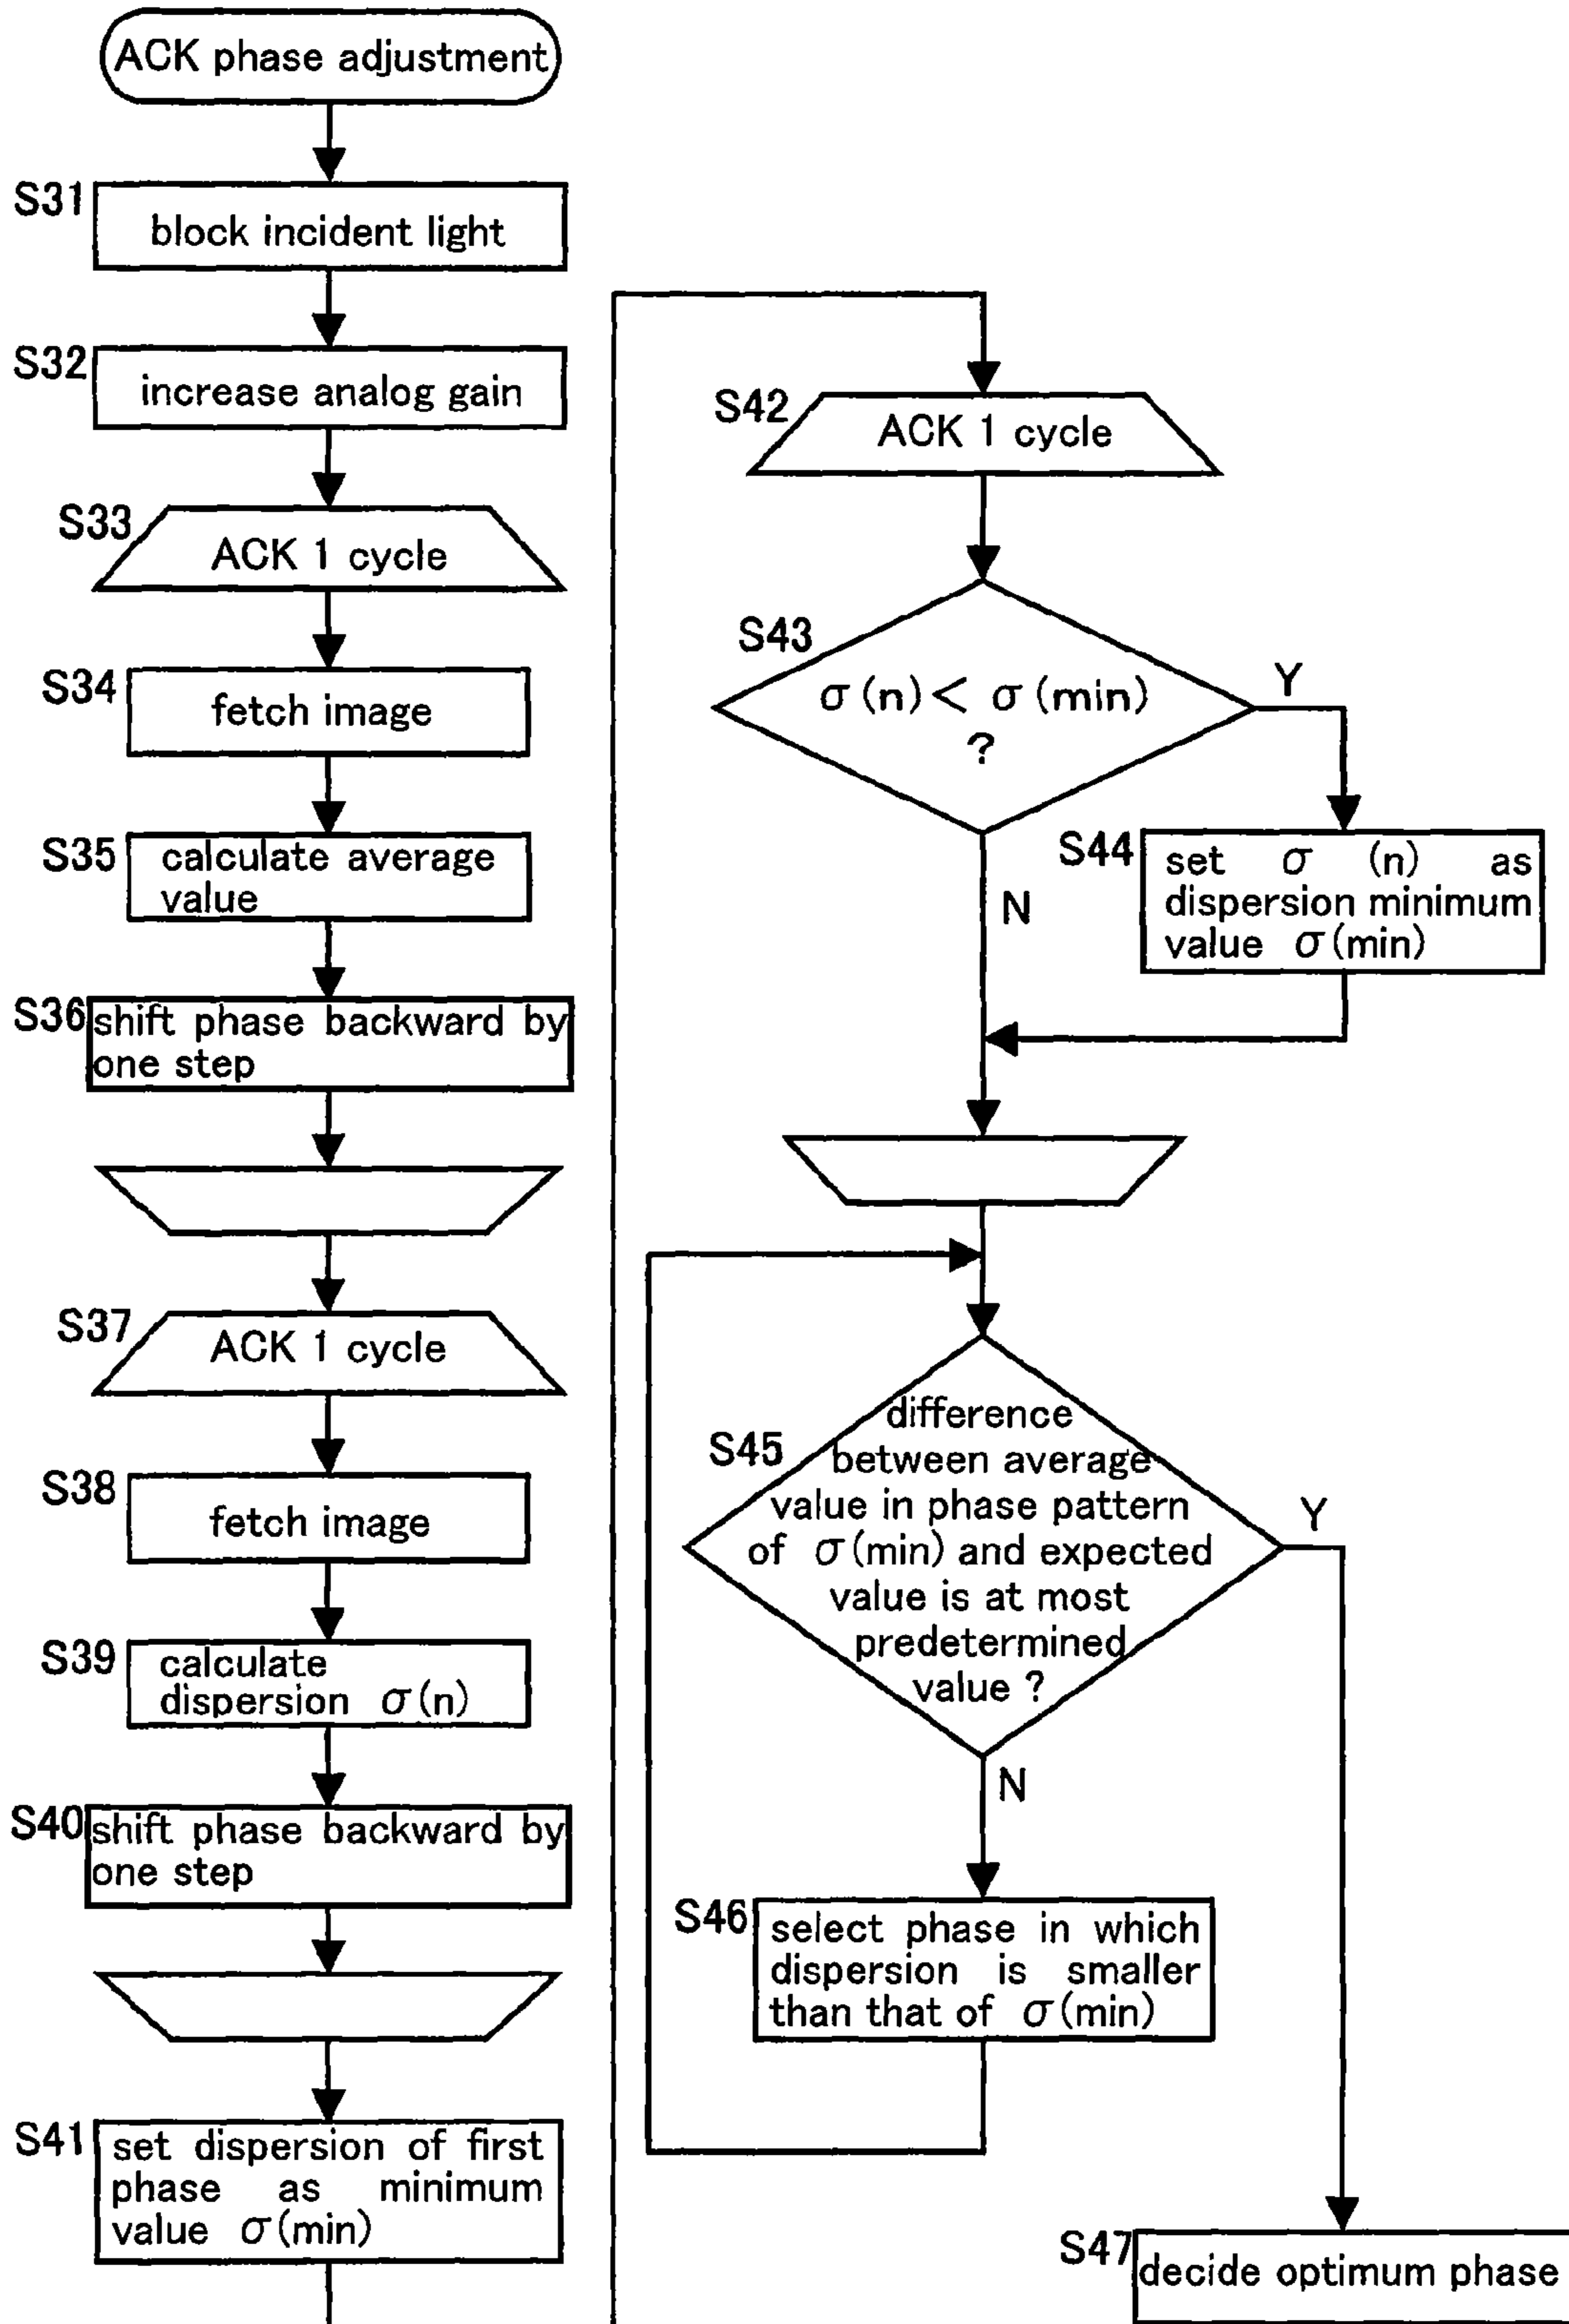 ACK phase adjustment
S31
block incident light
S32
increase analog gain
S33
ACK 1 cycle
S34
fetch image
S35
calculate average
value
S36
shift phase backward by
one step
S37
ACK 1 cycle
S38
fetch image
S39
calculate
dispersion σ(n)
S40
shift phase backward by
one step
S41
set dispersion of first
phase as minimum
value σ(min)
S42
ACK 1 cycle
S43
σ(n)< σ(min)
?
Y
N
S44
set σ (n) as
dispersion minimum
value σ(min)
S45
difference
between average
value in phase pattern
of σ(min) and expected
value is at most
predetermined
value ?
Y
N
S46
select phase in which
dispersion is smaller
than that of σ(min)
S47
decide optimum phase